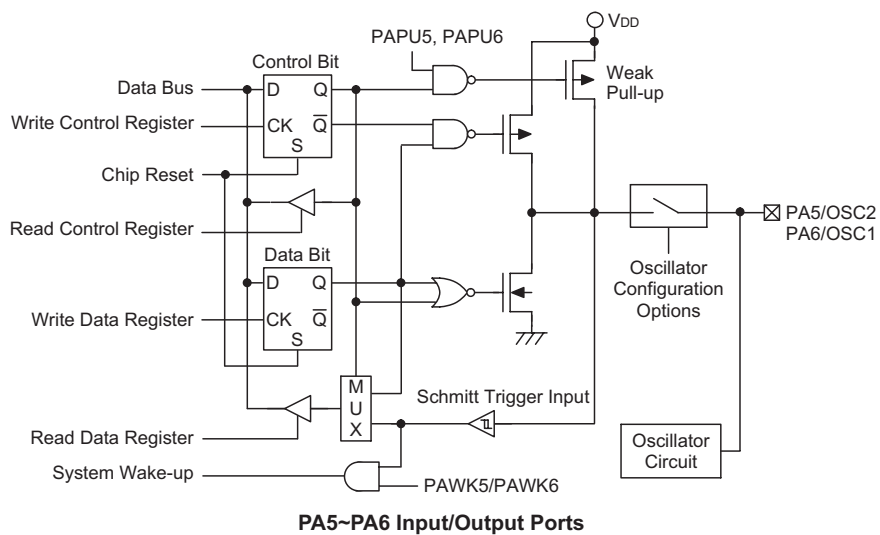 VDD
PAPU5, PAPU6
Control Bit
Weak
Pull-up
Data Bus
D
Q
Write Control Register
CK
Q
S
Chip Reset
Read Control Register
PA5/OSC2
PA6/OSC1
Data Bit
Oscillator
Configuration
Options
D
Q
Write Data Register
CK
Q
S
M
U
X
Schmitt Trigger Input
Read Data Register
Oscillator
Circuit
System Wake-up
PAWK5/PAWK6
PA5~PA6 Input/Output Ports